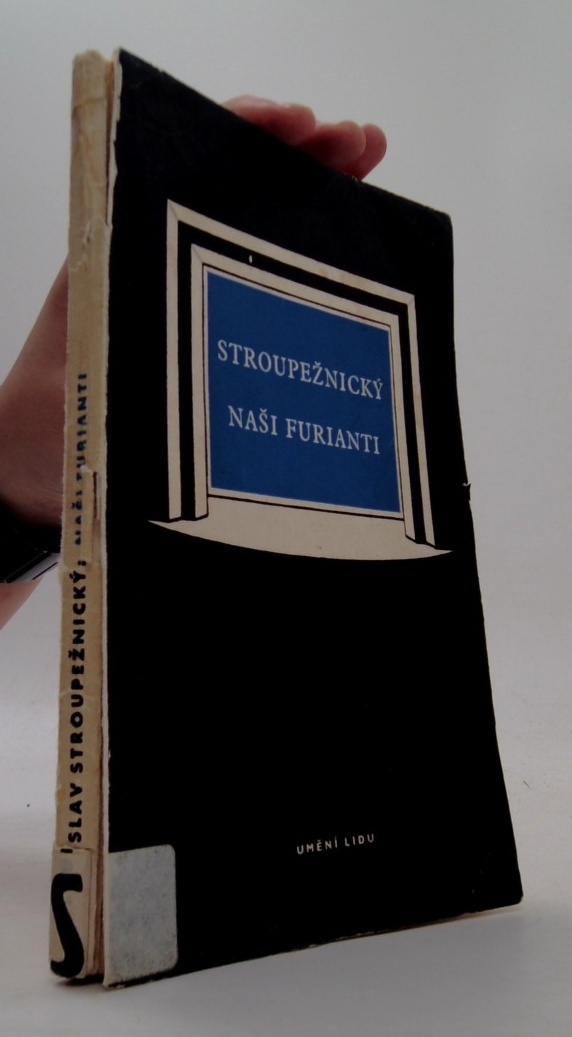 STROUPEŽNICKÝ
NAŠI FURIANTI
UMĚNÍ LIDU
SLAV STROUPEŽNICKÝ: NAŠI FURIANTI
S